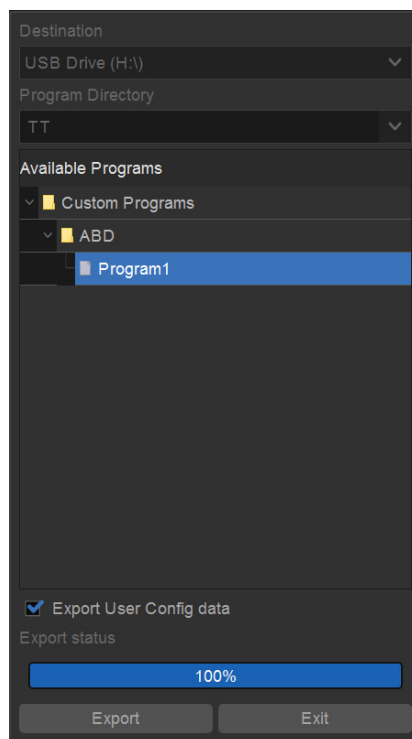 Destination
USB Drive (H:\)
Program Directory
TT
Available Programs
Custom Programs
ABD
Program1
Export User Config data
Export status
100%
Export Exit